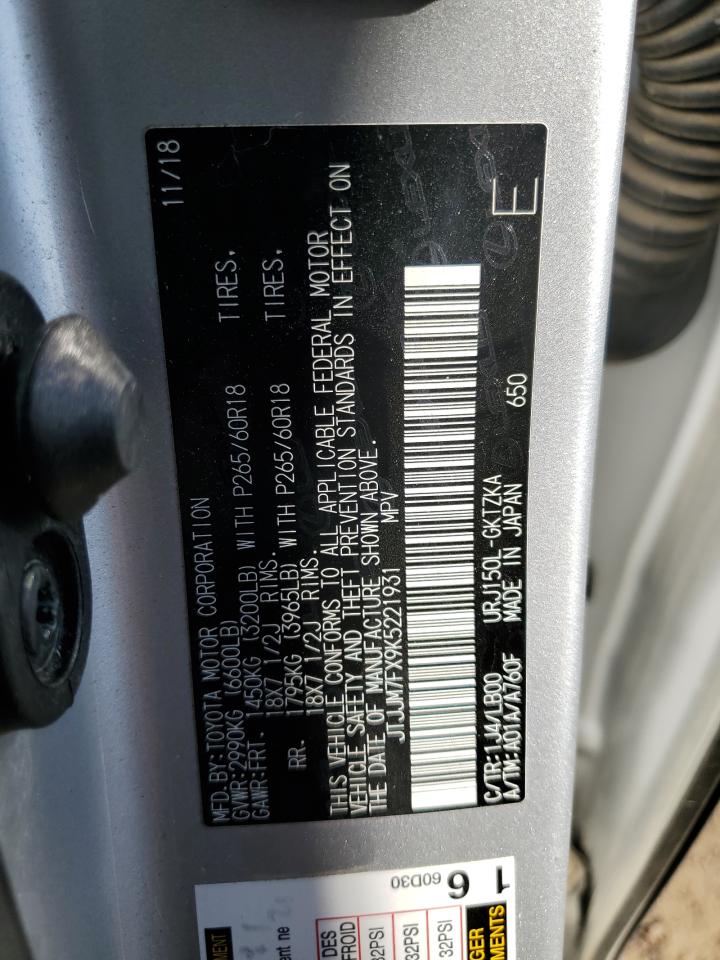 MFD. BY: TOYOTA MOTOR CORPORATION 11/18
GVWR: 2990KG (6600LB)
GAWR: FRT. 1450KG (3200LB) WITH P265/60R18 TIRES,
18X7 1/2J RIMS.
RR. 1795KG (3965LB) WITH P265/60R18 TIRES,
18X7 1/2J RIMS.
THIS VEHICLE CONFORMS TO ALL APPLICABLE FEDERAL MOTOR
VEHICLE SAFETY AND THEFT PREVENTION STANDARDS IN EFFECT ON
THE DATE OF MANUFACTURE SHOWN ABOVE.
JTJJM7FX9K5221931 MPV
C/TR: 1J4/LB00 URJ150L-GKTZKA 650
A/TM: A01A/A760F MADE IN JAPAN
E
60D30
16
DES
FROID
32PSI
32PSI